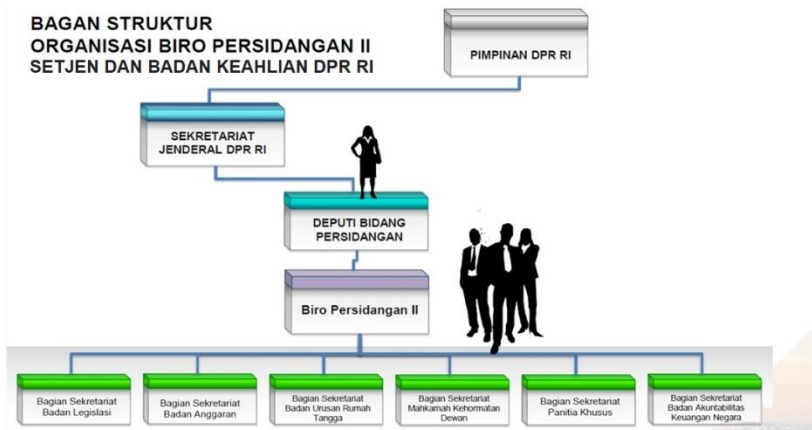 BAGAN STRUKTUR
ORGANISASI BIRO PERSIDANGAN II
SETJEN DAN BADAN KEAHLIAN DPR RI
PIMPINAN DPR RI
SEKRETARIAT
JENDERAL DPR RI
DEPUTI BIDANG
PERSIDANGAN
Biro Persidangan II
Bagian Sekretariat
Badan Legislasi
Bagian Sekretariat
Badan Anggaran
Bagian Sekretariat
Badan Urusan Rumah
Tangga
Bagian Sekretariat
Mahkamah Kehormatan
Dewan
Bagian Sekretariat
Panitia Khusus
Bagian Sekretariat
Badan Akuntabilitas
Keuangan Negara